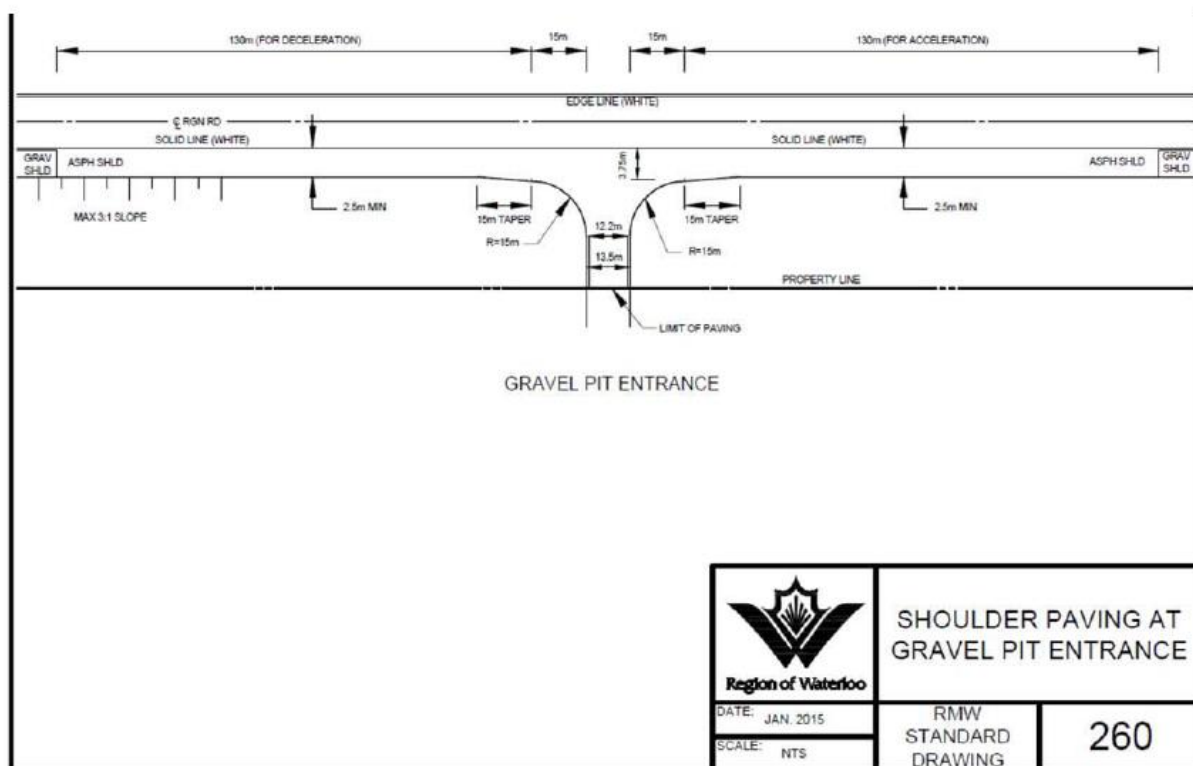 130m (FOR DECELERATION)
15m
15m
130m (FOR ACCELERATION)
EDGE LINE (WHITE)
℄ RGN RD
SOLID LINE (WHITE)
SOLID LINE (WHITE)
GRAV
SHLD
ASPH SHLD
3.75m
ASPH SHLD
GRAV
SHLD
MAX 3:1 SLOPE
2.5m MIN
15m TAPER
15m TAPER
2.5m MIN
R=15m
12.2m
R=15m
13.5m
PROPERTY LINE
LIMIT OF PAVING
GRAVEL PIT ENTRANCE
Region of Waterloo
SHOULDER PAVING AT
GRAVEL PIT ENTRANCE
DATE: JAN. 2015
SCALE: NTS
RMW
STANDARD
DRAWING
260